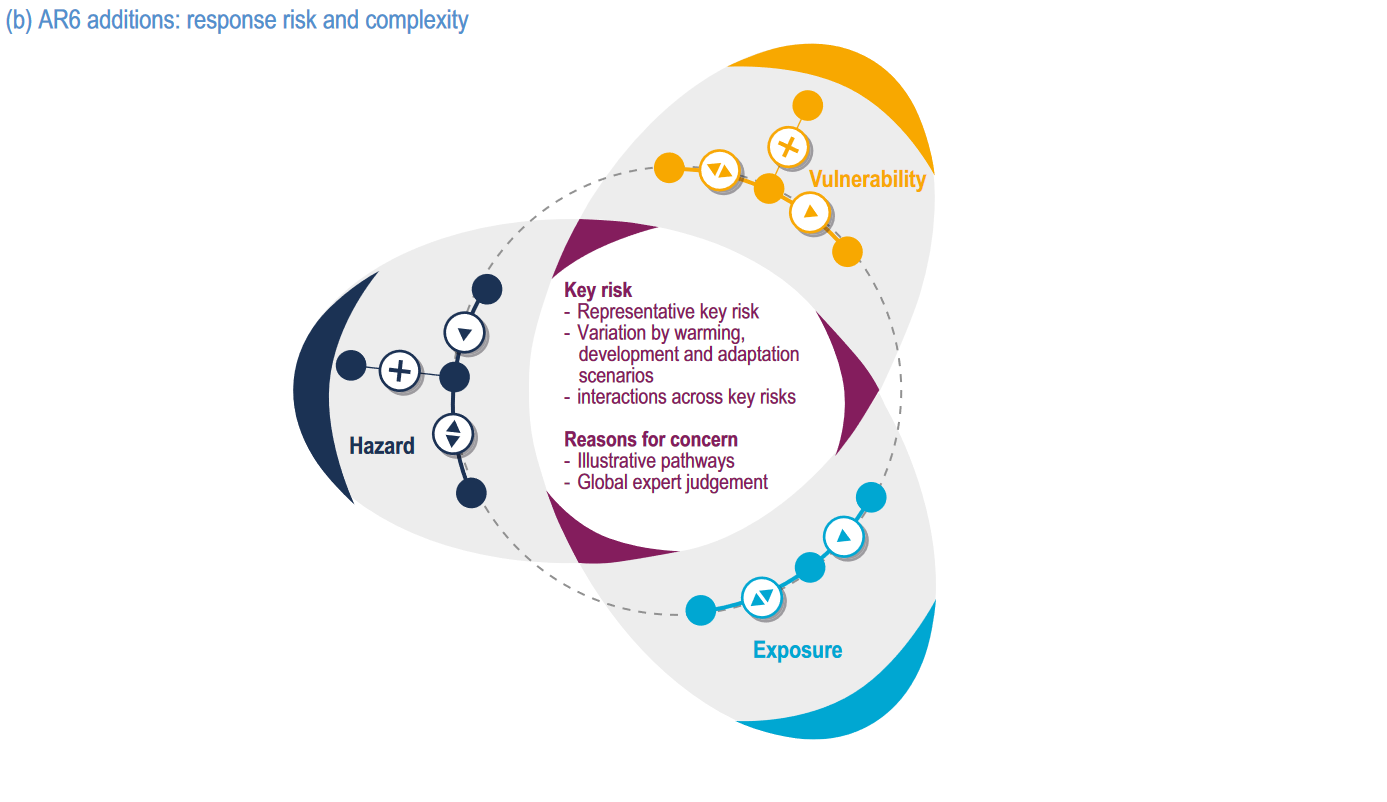 (b) AR6 additions: response risk and complexity
Vulnerability
Key risk
- Representative key risk
- Variation by warming,
development and adaptation
scenarios
- interactions across key risks
Reasons for concern
- Illustrative pathways
- Global expert judgement
Hazard
Exposure